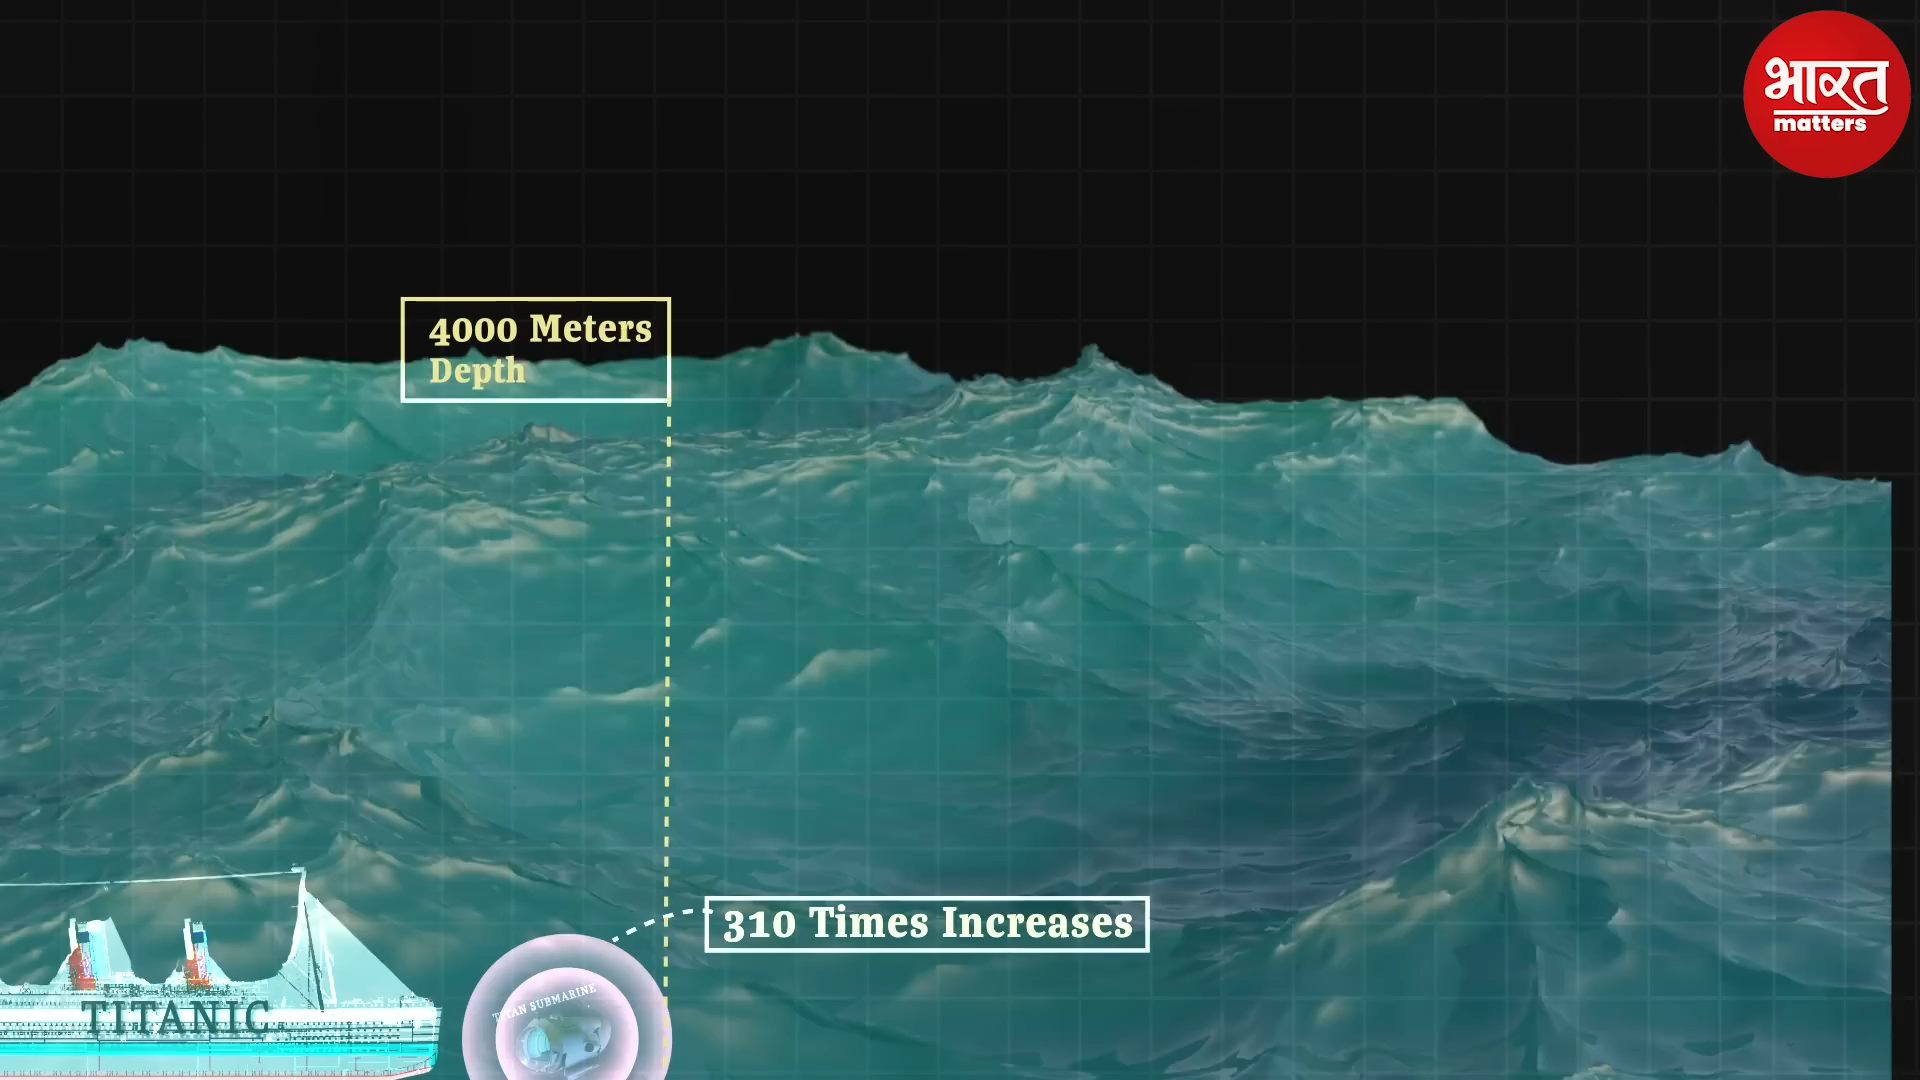 भारत
matters
4000 Meters
Depth
310 Times Increases
TITAN SUBMARINE
TITANIC